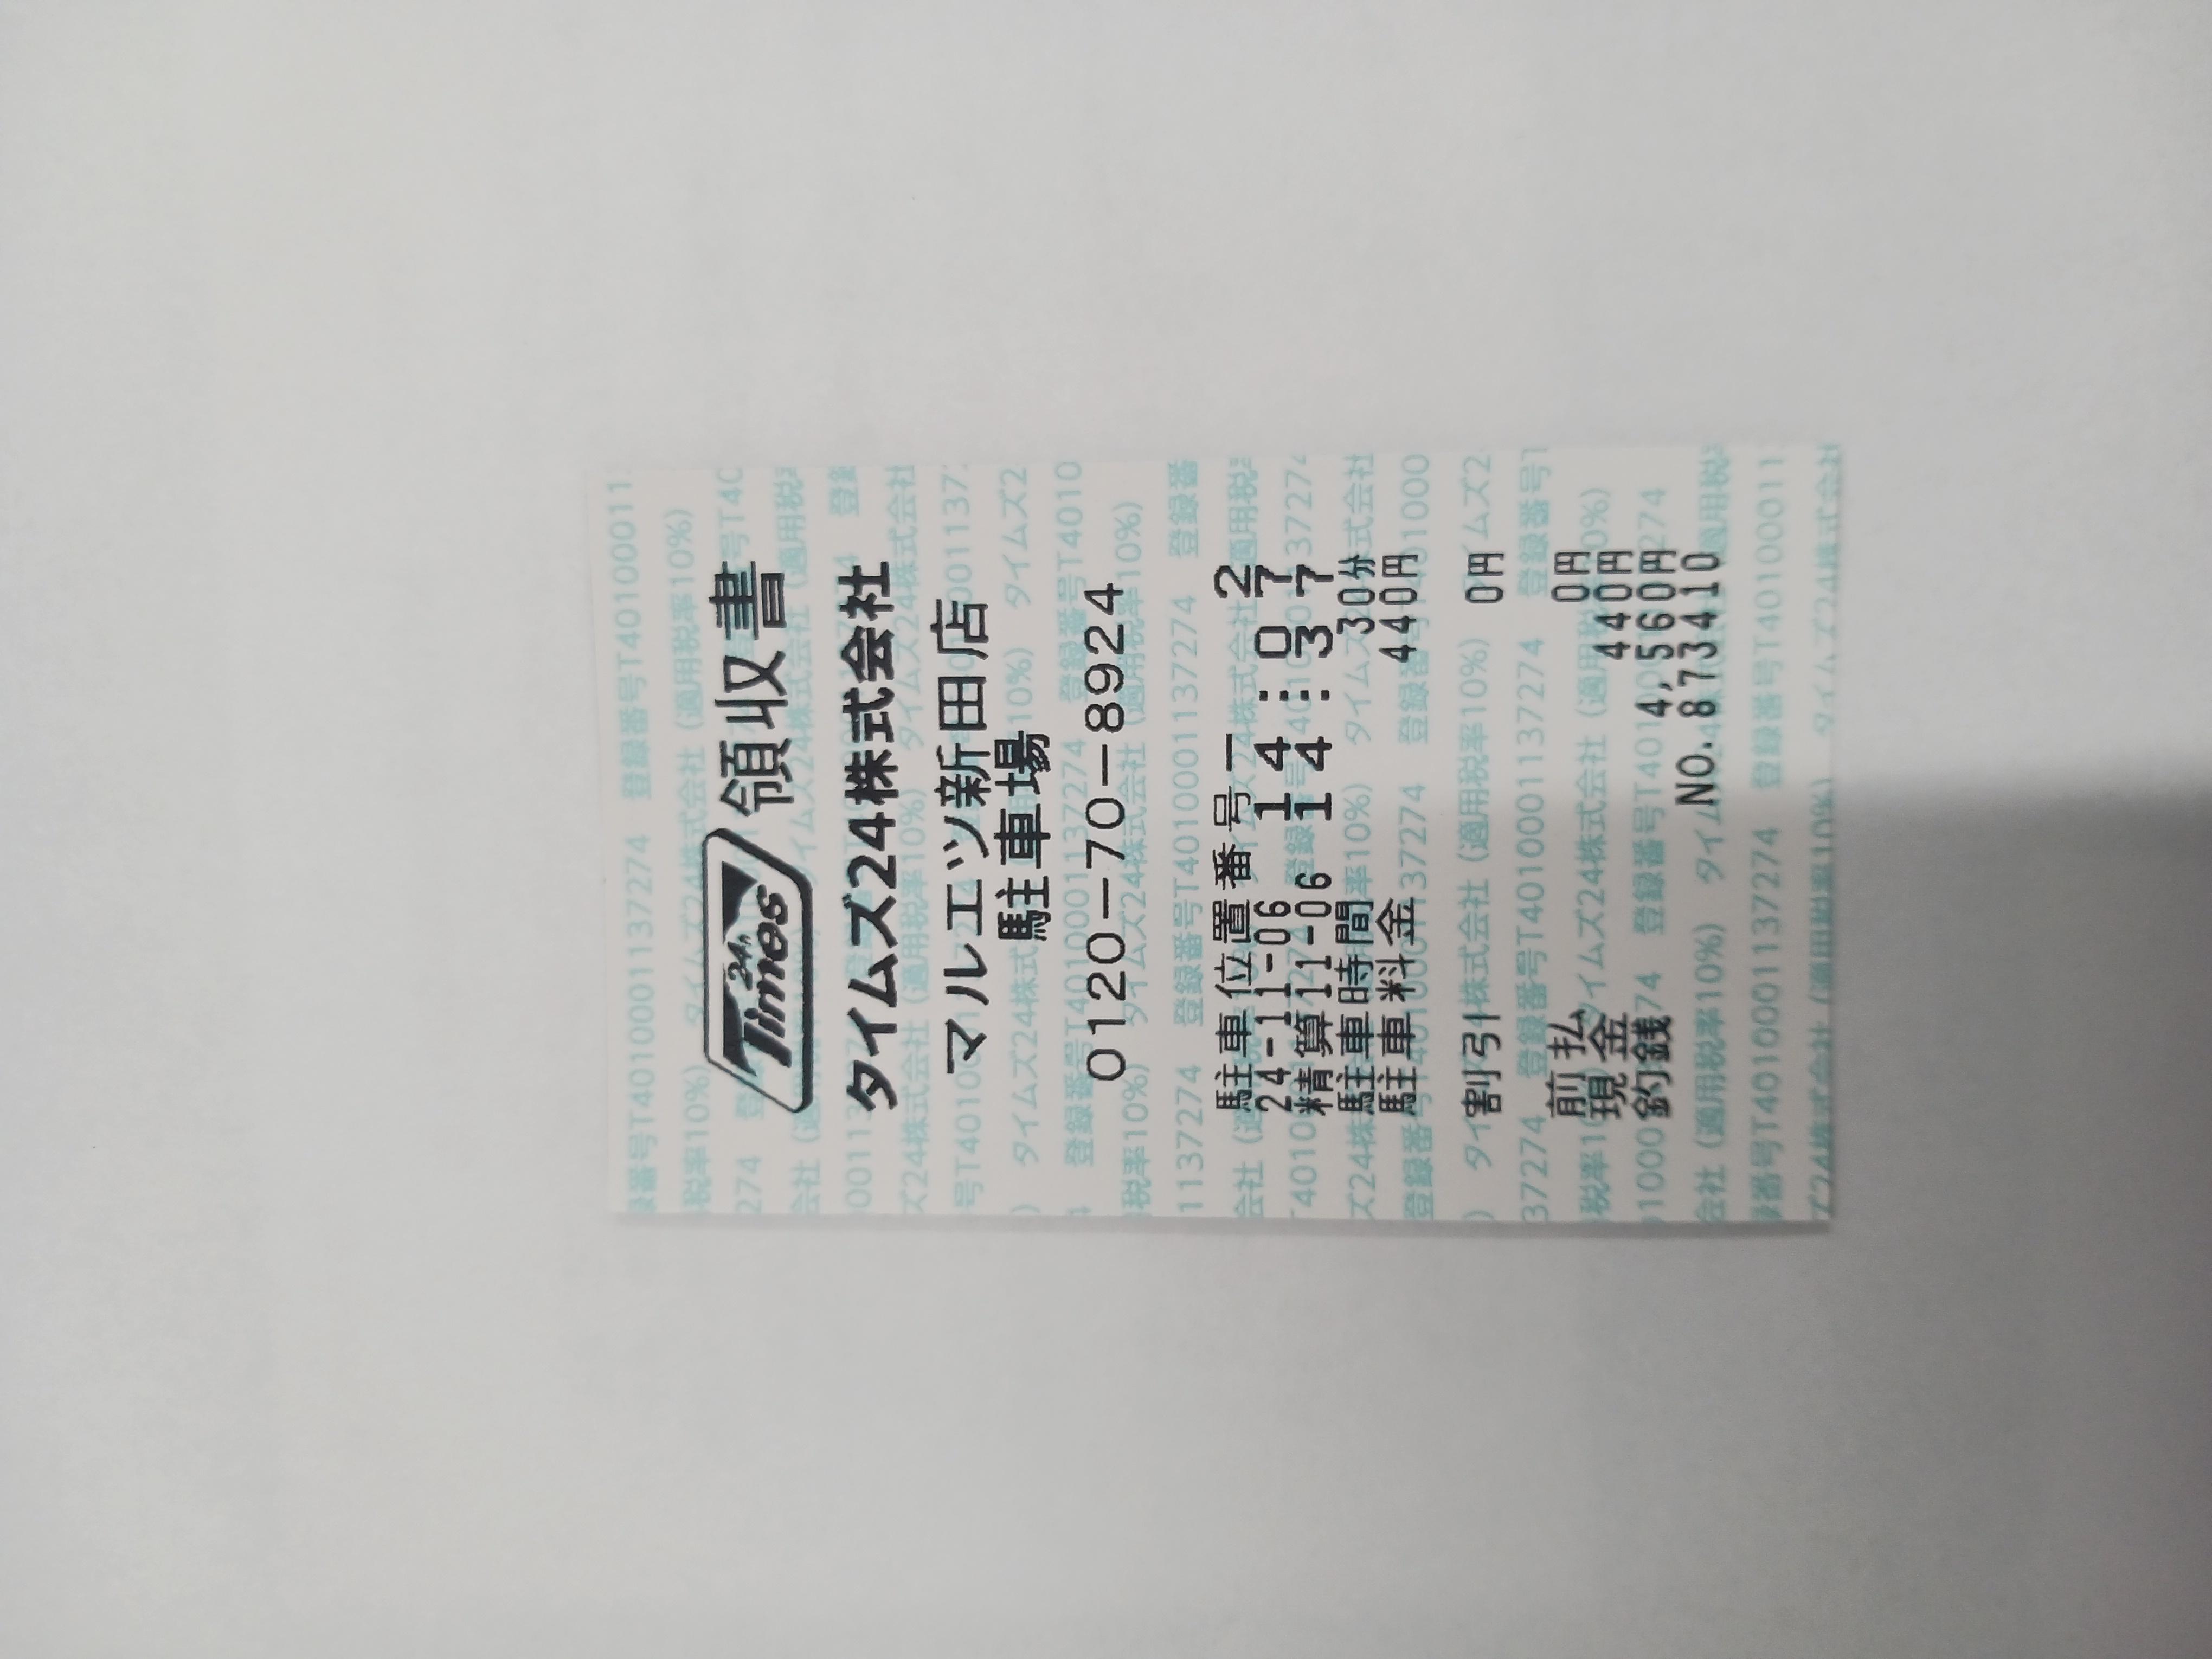 Times 24h 領収書
タイムズ24株式会社
マルエツ新田店
駐車場
0120-70-8924
駐車位置番号- 2
24-11-06 14:07
精算11-06 14:37
駐車時間 30分
駐車料金 440円
割引 0円
前払 0円
現金 440円
釣銭 4,560円
NO.873410
登録番号T4010001137274
タイムズ24株式会社 (適用税率10%)